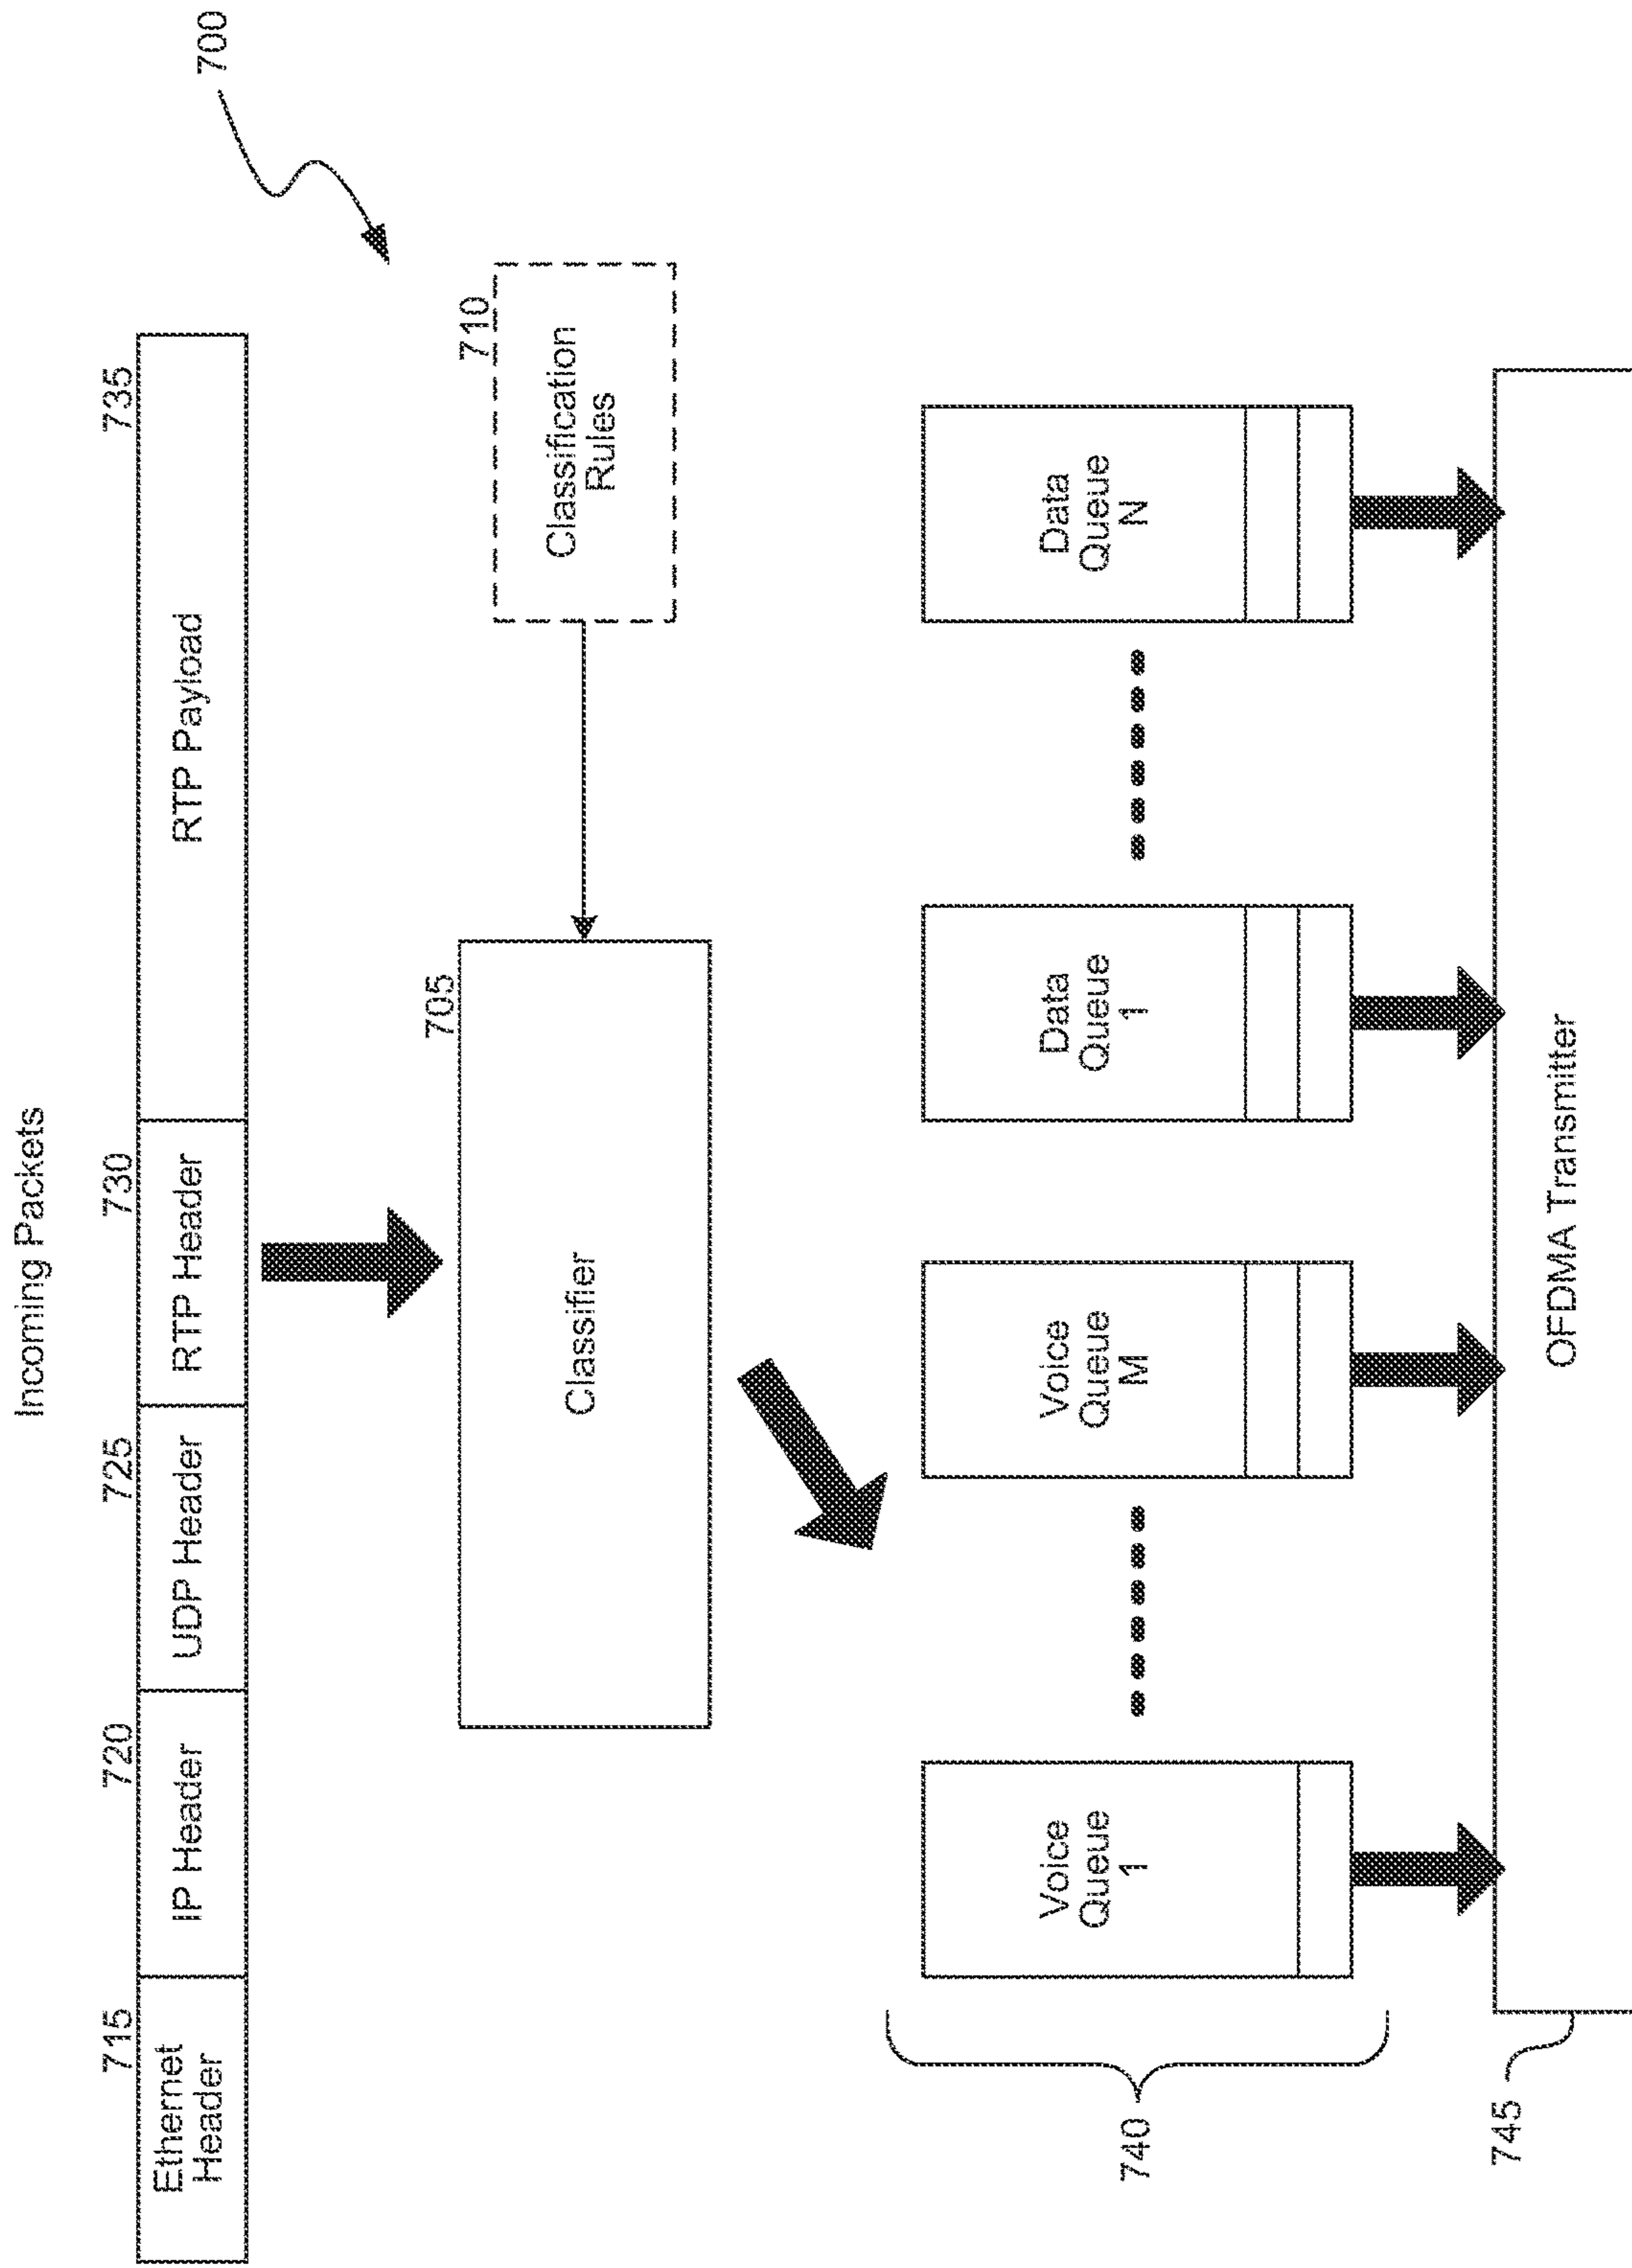 Incoming Packets
715
720
725
730
735
Ethernet
Header
IP Header
UDP Header
RTP Header
RTP Payload
700
705
Classifier
710
Classification
Rules
740
Voice
Queue
1
Voice
Queue
M
Data
Queue
1
Data
Queue
N
745
OFDMA Transmitter